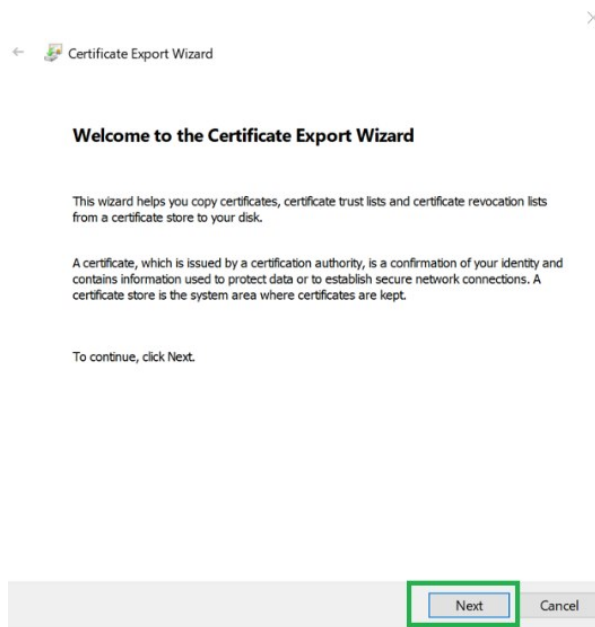 Certificate Export Wizard
Welcome to the Certificate Export Wizard
This wizard helps you copy certificates, certificate trust lists and certificate revocation lists
from a certificate store to your disk.
A certificate, which is issued by a certification authority, is a confirmation of your identity and
contains information used to protect data or to establish secure network connections. A
certificate store is the system area where certificates are kept.
To continue, click Next.
Next Cancel